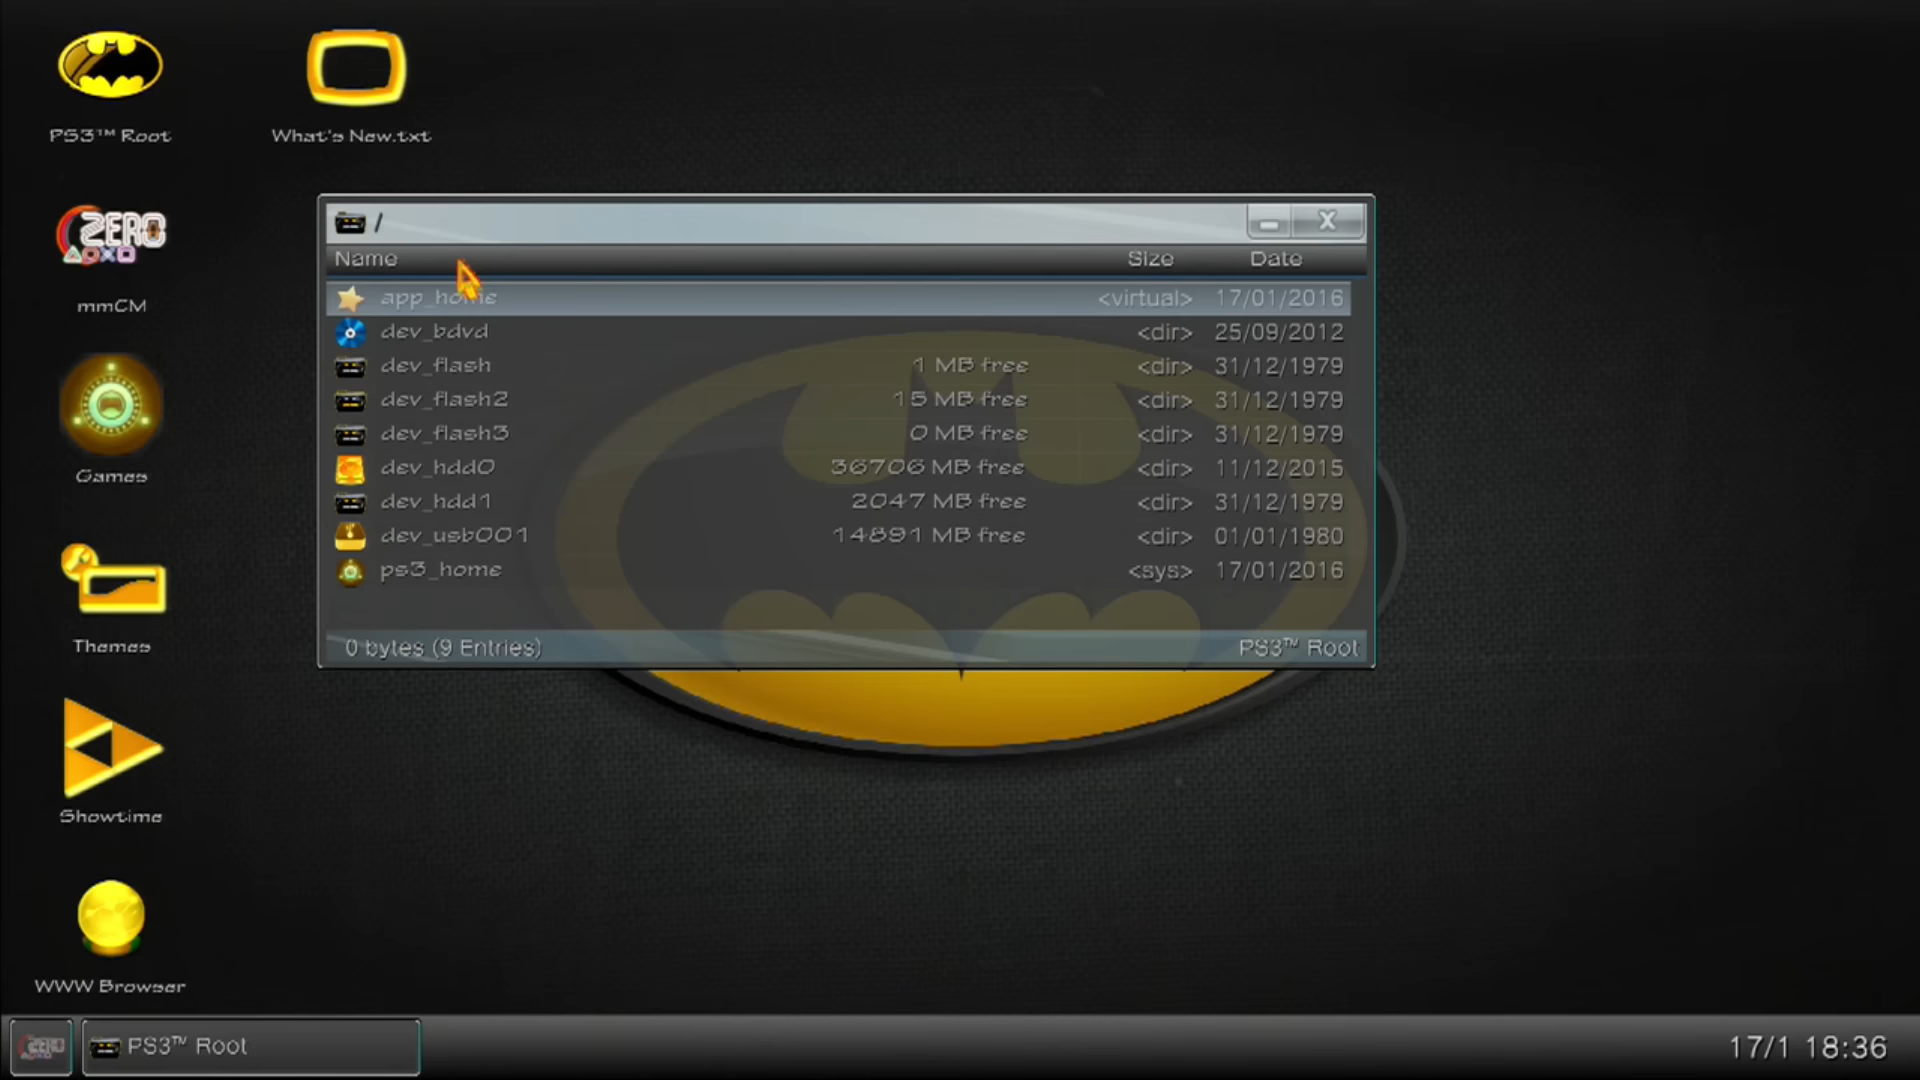 PS3™ Root
What's New.txt
ZERO
mmCM
Games
Themes
Showtime
WWW Browser
/
X
Name Size Date
app_home <virtual> 17/01/2016
dev_bdvd <dir> 25/09/2012
dev_flash 1 MB free <dir> 31/12/1979
dev_flash2 15 MB free <dir> 31/12/1979
dev_flash3 0 MB free <dir> 31/12/1979
dev_hdd0 36706 MB free <dir> 11/12/2015
dev_hdd1 2047 MB free <dir> 31/12/1979
dev_usb001 14891 MB free <dir> 01/01/1980
ps3_home <sys> 17/01/2016
0 bytes (9 Entries) PS3™ Root
ZERO
PS3™ Root
17/1 18:36